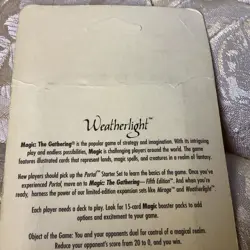 Weatherlight™
Magic: The Gathering® is the popular game of strategy and imagination. With its intriguing
play and endless possibilities, Magic is challenging players around the world. The game
features illustrated cards that represent lands, magic spells, and creatures in a realm of fantasy.
New players should pick up the Portal™ Starter Set to learn the basics of the game. Once you've
experienced Portal, move on to Magic: The Gathering—Fifth Edition™. And when you're
ready, harness the power of our limited-edition expansion sets like Mirage™ and Weatherlight™.
Each player needs a deck to play. Look for 15-card Magic booster packs to add
options and excitement to your game.
Object of the Game: You and your opponents duel for control of a magical realm.
Reduce your opponent's score from 20 to 0, and you win.